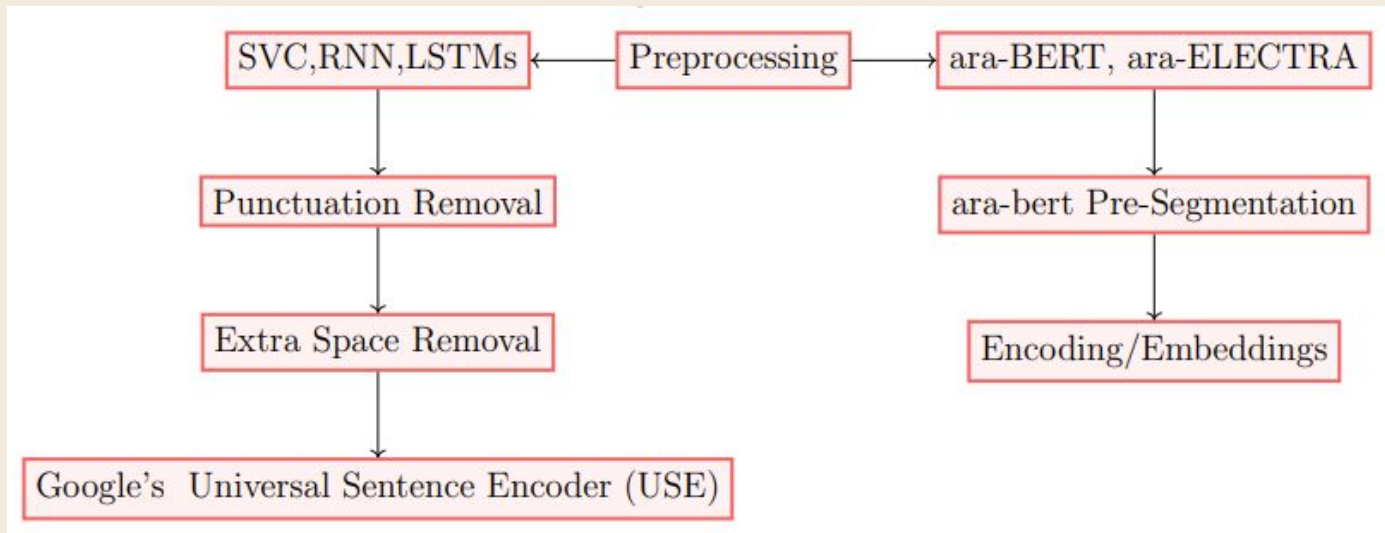 SVC,RNN,LSTMs
Preprocessing
ara-BERT, ara-ELECTRA
Punctuation Removal
ara-bert Pre-Segmentation
Extra Space Removal
Encoding/Embeddings
Google's Universal Sentence Encoder (USE)